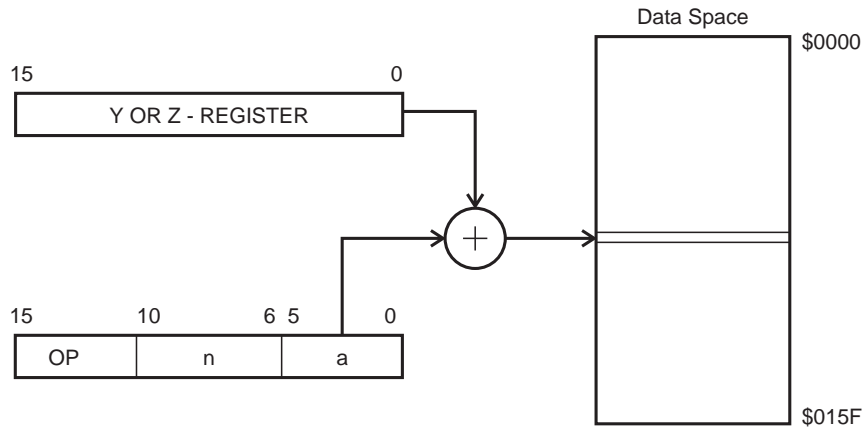 Data Space
$0000
15 0
Y OR Z - REGISTER
+
15 10 6 5 0
OP n a
$015F